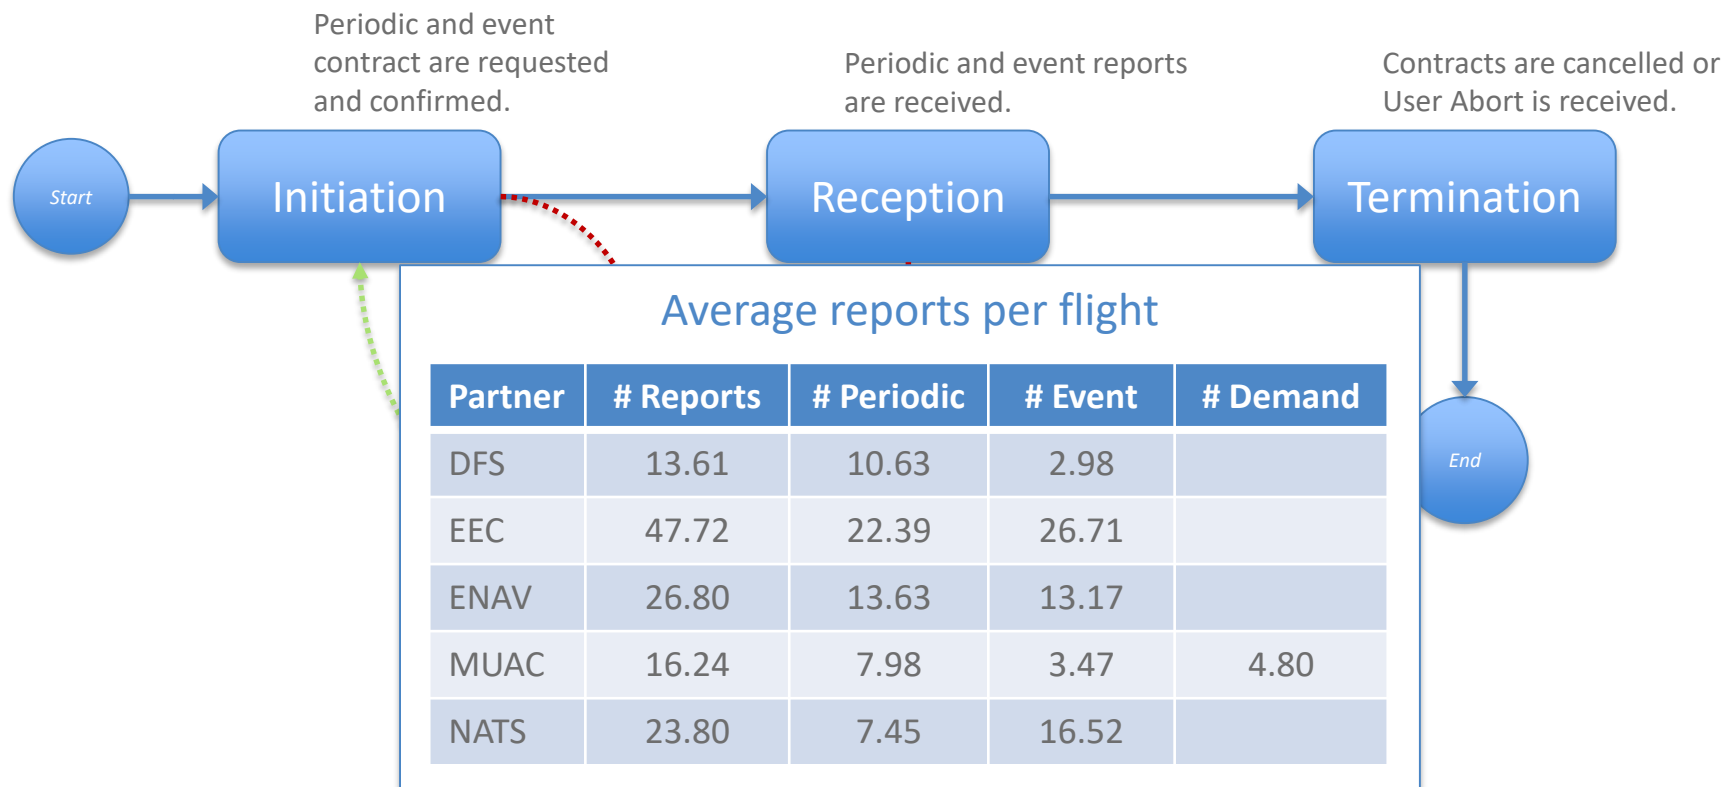 Periodic and event
contract are requested
and confirmed.
Periodic and event reports
are received.
Contracts are cancelled or
User Abort is received.
Start
Initiation
Reception
Termination
Average reports per flight
Partner # Reports # Periodic # Event # Demand
DFS 13.61 10.63 2.98
EEC 47.72 22.39 26.71
ENAV 26.80 13.63 13.17
MUAC 16.24 7.98 3.47 4.80
NATS 23.80 7.45 16.52
End